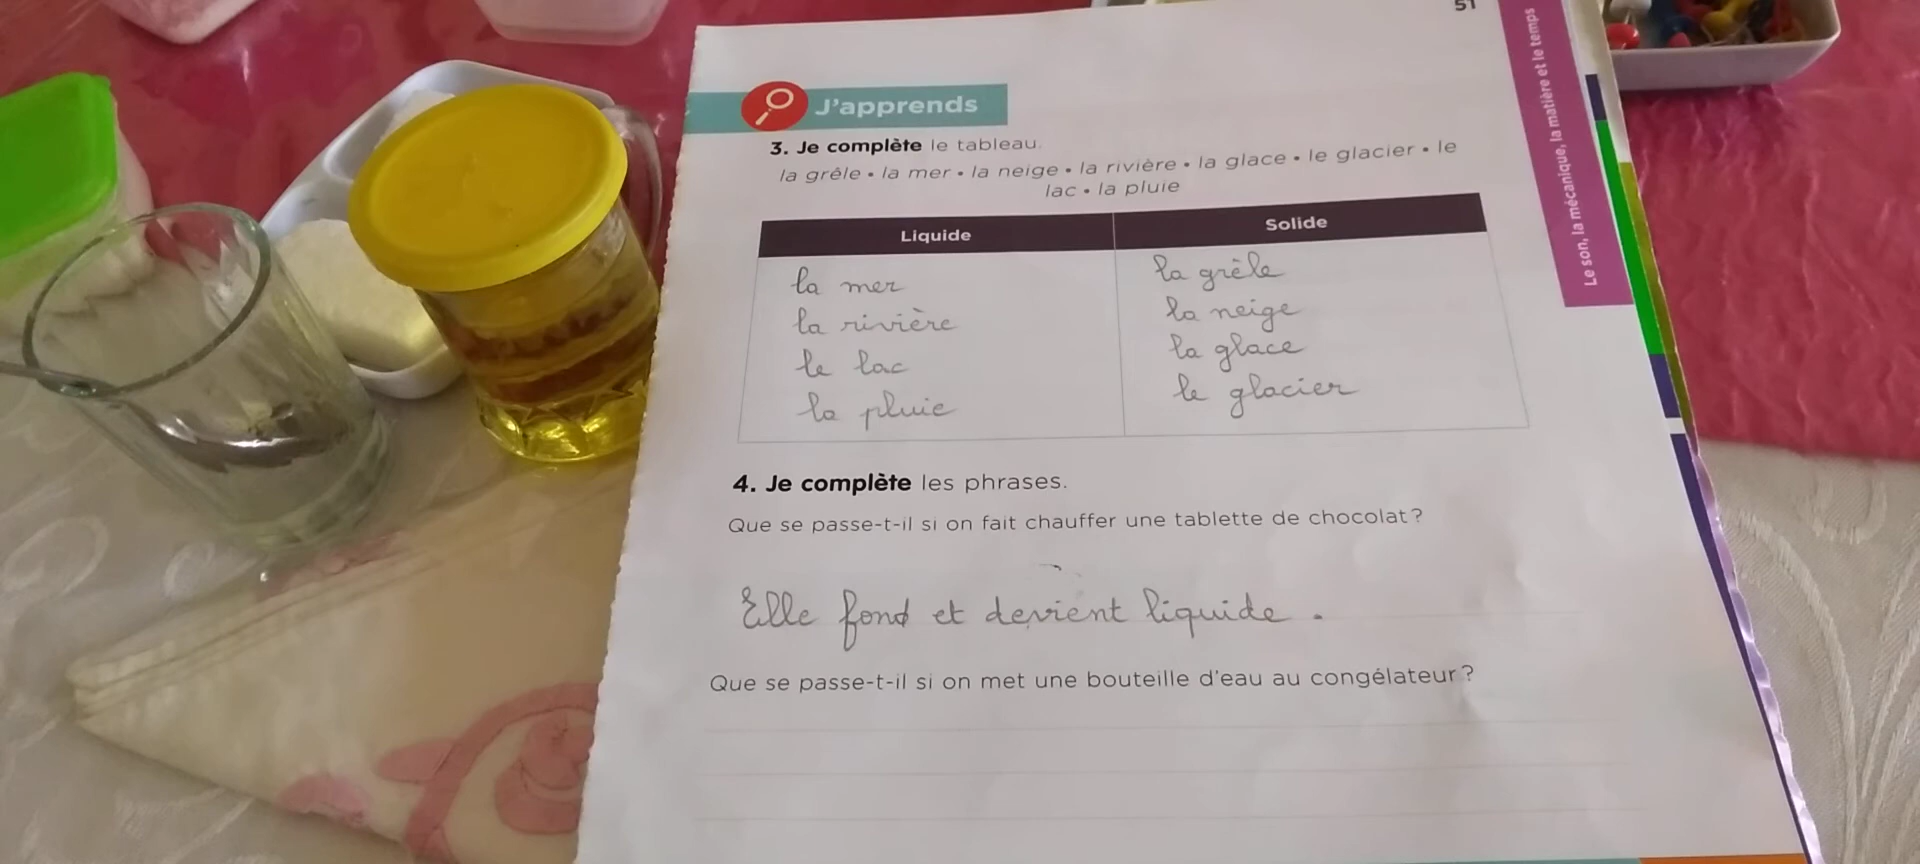 51
J'apprends
3. Je complète le tableau.
la grêle • la mer • la neige • la rivière • la glace • le glacier • le
lac • la pluie
Liquide Solide
la mer la grêle
la rivière la neige
le lac la glace
la pluie le glacier
4. Je complète les phrases.
Que se passe-t-il si on fait chauffer une tablette de chocolat ?
Elle fond et devient liquide.
Que se passe-t-il si on met une bouteille d'eau au congélateur ?
Le son, la mécanique, la matière et le temps